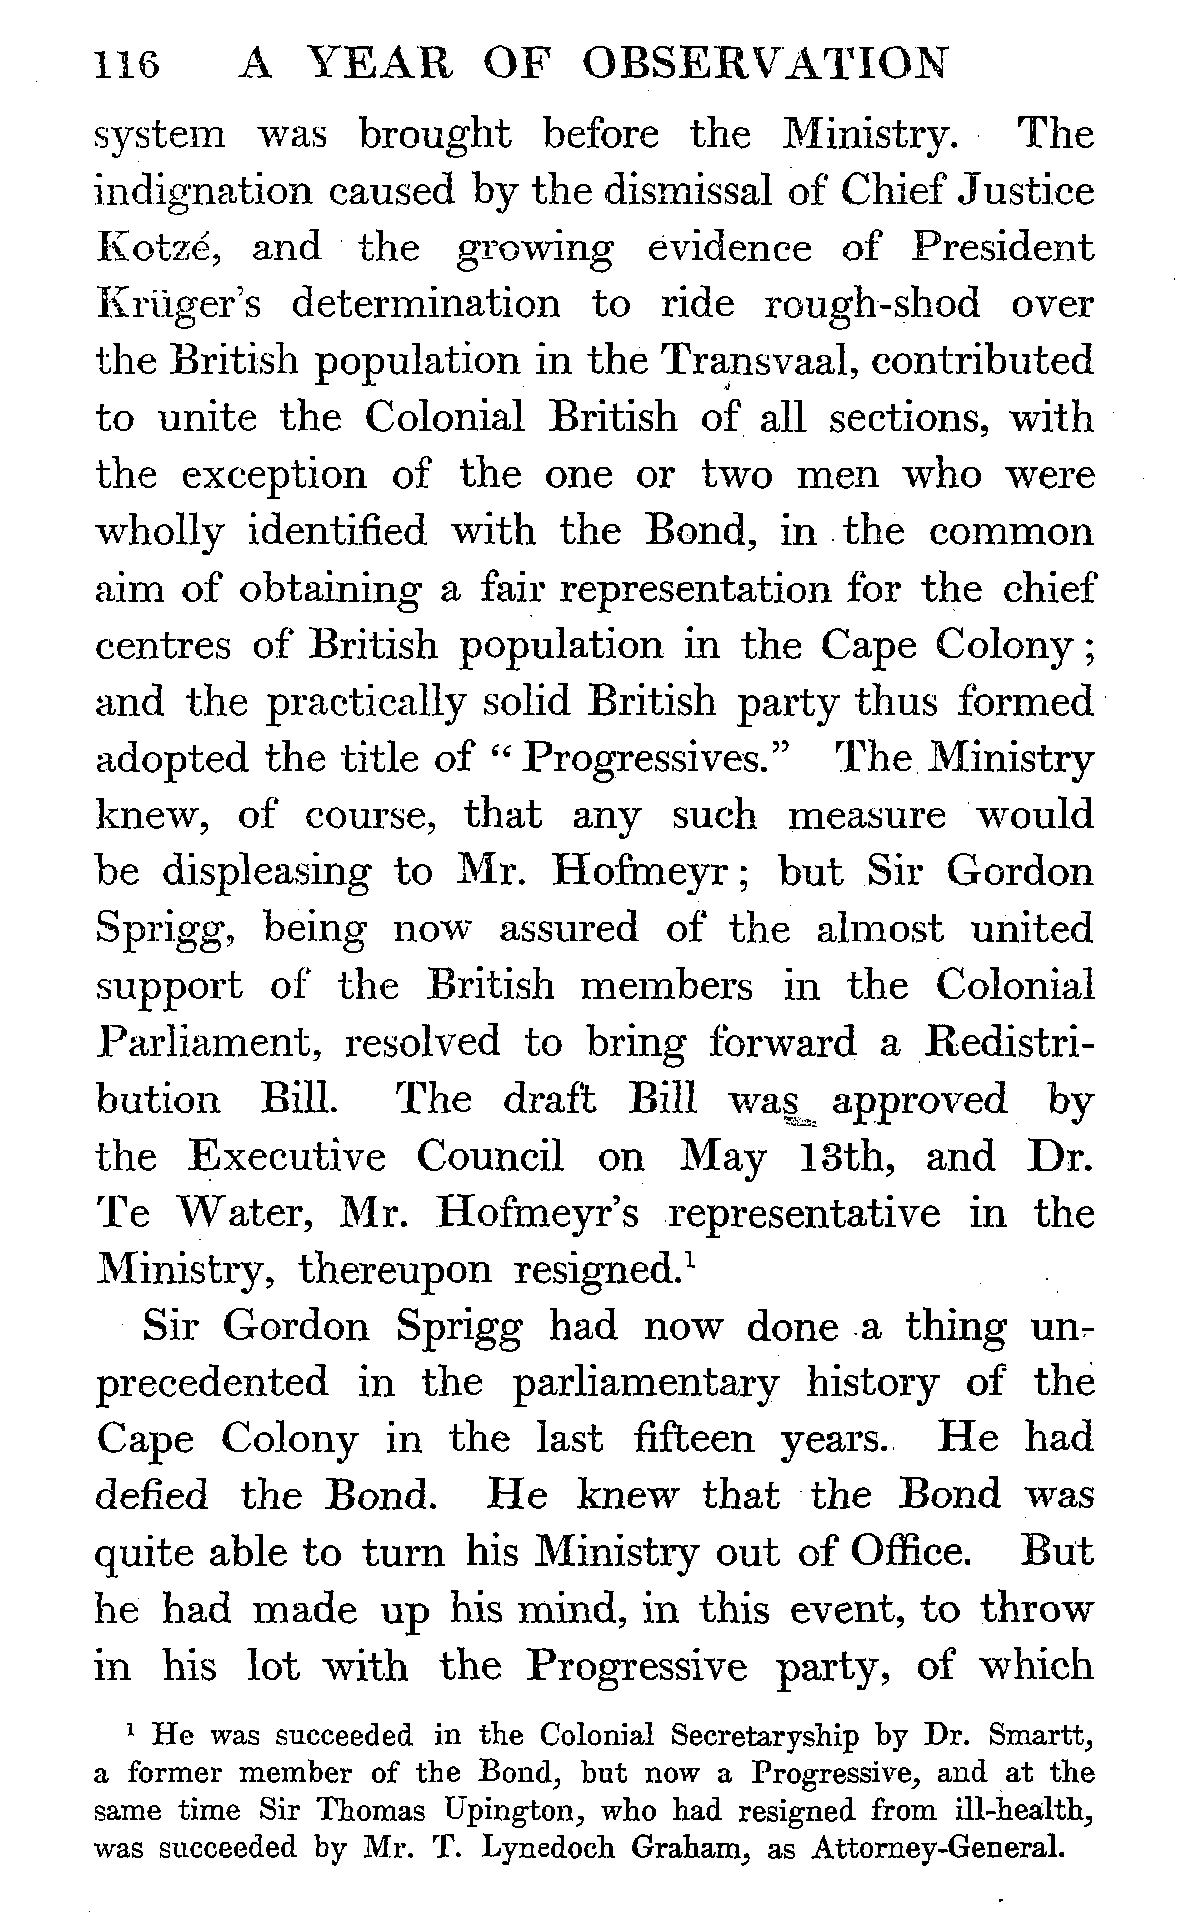 116 A YEAR OF OBSERVATION
system was brought before the Ministry. The
indignation caused by the dismissal of Chief Justice
Kotzé, and the growing evidence of President
Krüger's determination to ride rough-shod over
the British population in the Transvaal, contributed
to unite the Colonial British of all sections, with
the exception of the one or two men who were
wholly identified with the Bond, in the common
aim of obtaining a fair representation for the chief
centres of British population in the Cape Colony;
and the practically solid British party thus formed
adopted the title of "Progressives." The Ministry
knew, of course, that any such measure would
be displeasing to Mr. Hofmeyr; but Sir Gordon
Sprigg, being now assured of the almost united
support of the British members in the Colonial
Parliament, resolved to bring forward a Redistri-
bution Bill. The draft Bill was approved by
the Executive Council on May 13th, and Dr.
Te Water, Mr. Hofmeyr's representative in the
Ministry, thereupon resigned.¹
Sir Gordon Sprigg had now done a thing un-
precedented in the parliamentary history of the
Cape Colony in the last fifteen years. He had
defied the Bond. He knew that the Bond was
quite able to turn his Ministry out of Office. But
he had made up his mind, in this event, to throw
in his lot with the Progressive party, of which
¹ He was succeeded in the Colonial Secretaryship by Dr. Smartt,
a former member of the Bond, but now a Progressive, and at the
same time Sir Thomas Upington, who had resigned from ill-health,
was succeeded by Mr. T. Lynedoch Graham, as Attorney-General.